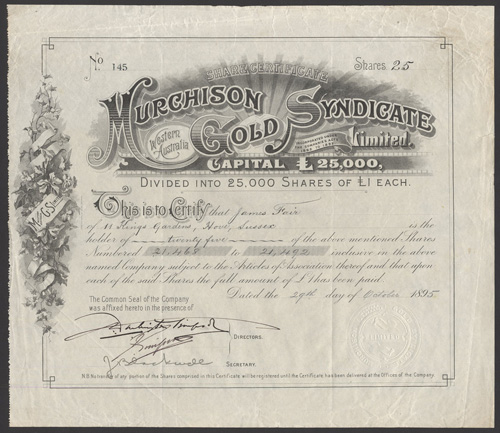 No 145
Shares 25
SHARE CERTIFICATE
MURCHISON
Western Australia
GOLD
SYNDICATE
Limited.
CAPITAL £25,000,
DIVIDED INTO 25,000 SHARES OF £1 EACH.
This is to Certify that James Fair
of 11 Kings Gardens, Hove, Sussex is the
holder of twenty five of the above mentioned Shares
Numbered 21,468 to 21,492 inclusive in the above
named Company subject to the Articles of Association thereof and that upon
each of the said Shares the full amount of £1 has been paid.
Dated the 29th day of October 1895.
M.G.S.Ld
The Common Seal of the Company
was affixed hereto in the presence of
DIRECTORS.
SECRETARY.
N.B. No transfer of any portion of the Shares comprised in this Certificate will be registered until the Certificate has been delivered at the Offices of the Company.